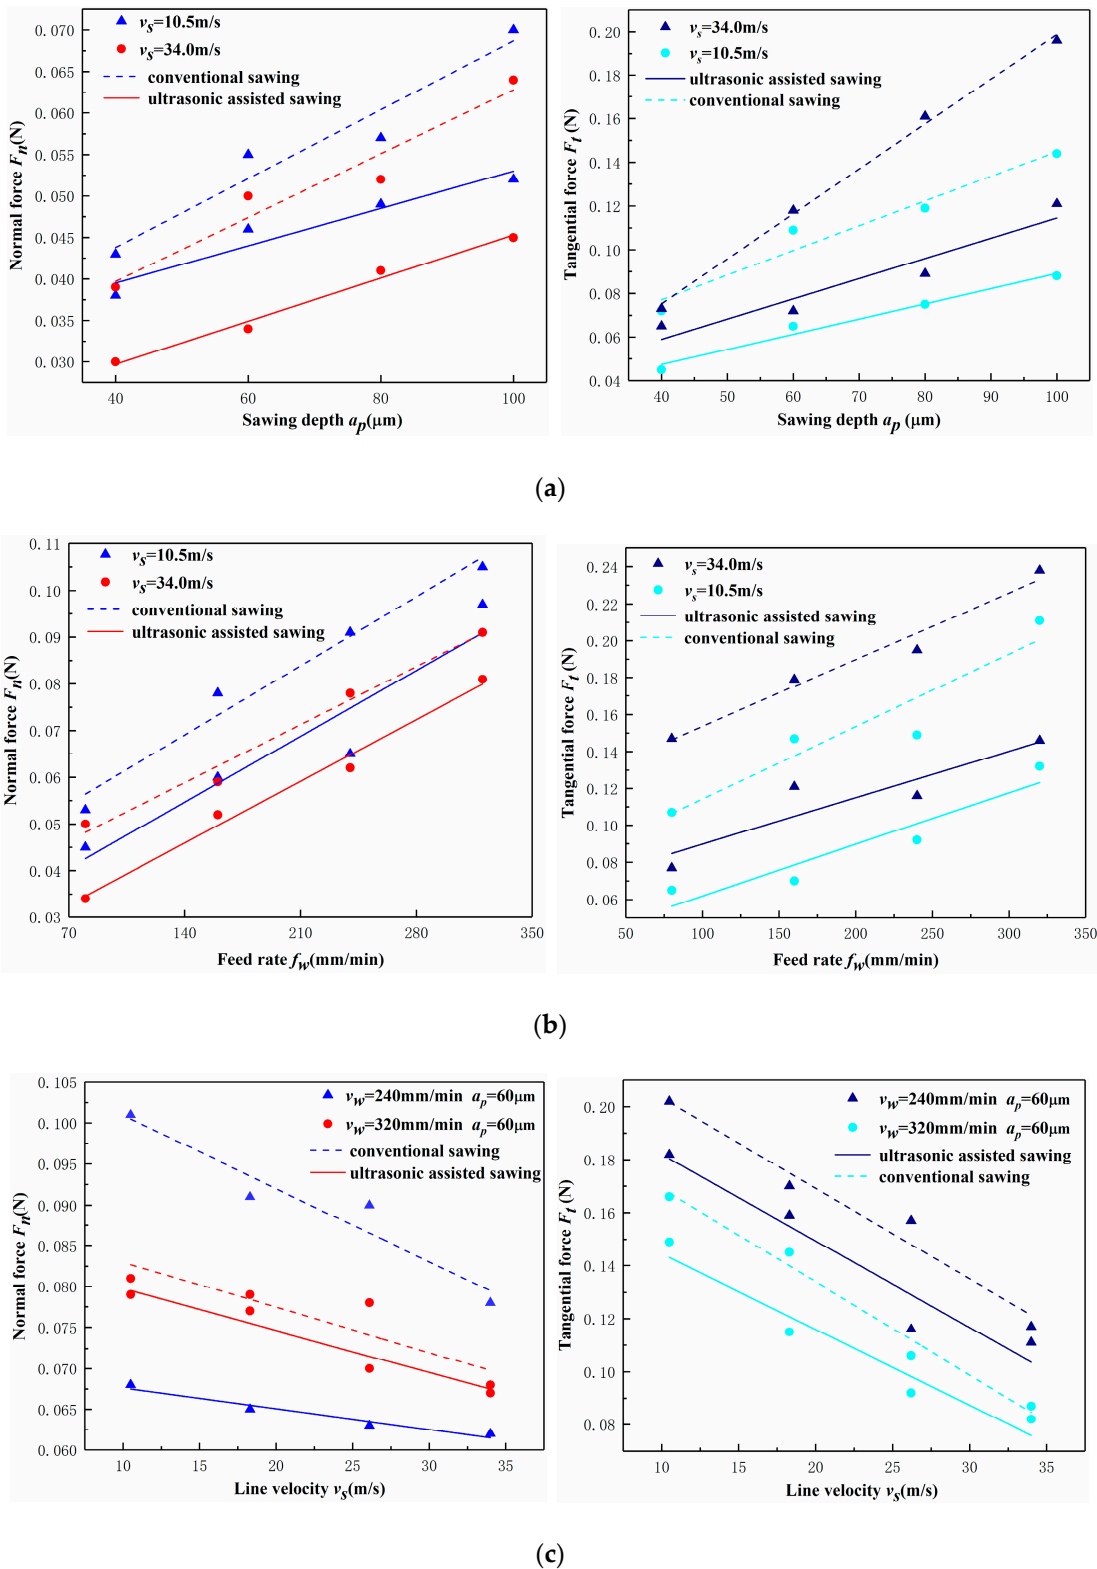 vs=10.5m/s
vs=34.0m/s
conventional sawing
ultrasonic assisted sawing
Normal force Fn(N)
0.070
0.065
0.060
0.055
0.050
0.045
0.040
0.035
0.030
40
60
80
100
Sawing depth ap(μm)
vs=34.0m/s
vs=10.5m/s
ultrasonic assisted sawing
conventional sawing
Tangential force Ft (N)
0.20
0.18
0.16
0.14
0.12
0.10
0.08
0.06
0.04
30
40
50
60
70
80
90
100
Sawing depth ap (μm)
(a)
vs=10.5m/s
vs=34.0m/s
conventional sawing
ultrasonic assisted sawing
Normal force Fn(N)
0.11
0.10
0.09
0.08
0.07
0.06
0.05
0.04
0.03
70
140
210
280
350
Feed rate fw(mm/min)
vs=34.0m/s
vs=10.5m/s
ultrasonic assisted sawing
conventional sawing
Tangential force Ft (N)
0.24
0.22
0.20
0.18
0.16
0.14
0.12
0.10
0.08
0.06
50
100
150
200
250
300
350
Feed rate fw(mm/min)
(b)
vw=240mm/min ap=60μm
vw=320mm/min ap=60μm
conventional sawing
ultrasonic assisted sawing
Normal force Fn(N)
0.105
0.100
0.095
0.090
0.085
0.080
0.075
0.070
0.065
0.060
10
15
20
25
30
35
Line velocity vs(m/s)
vw=240mm/min ap=60μm
vw=320mm/min ap=60μm
ultrasonic assisted sawing
conventional sawing
Tangential force Ft (N)
0.20
0.18
0.16
0.14
0.12
0.10
0.08
10
15
20
25
30
35
Line velocity vs(m/s)
(c)